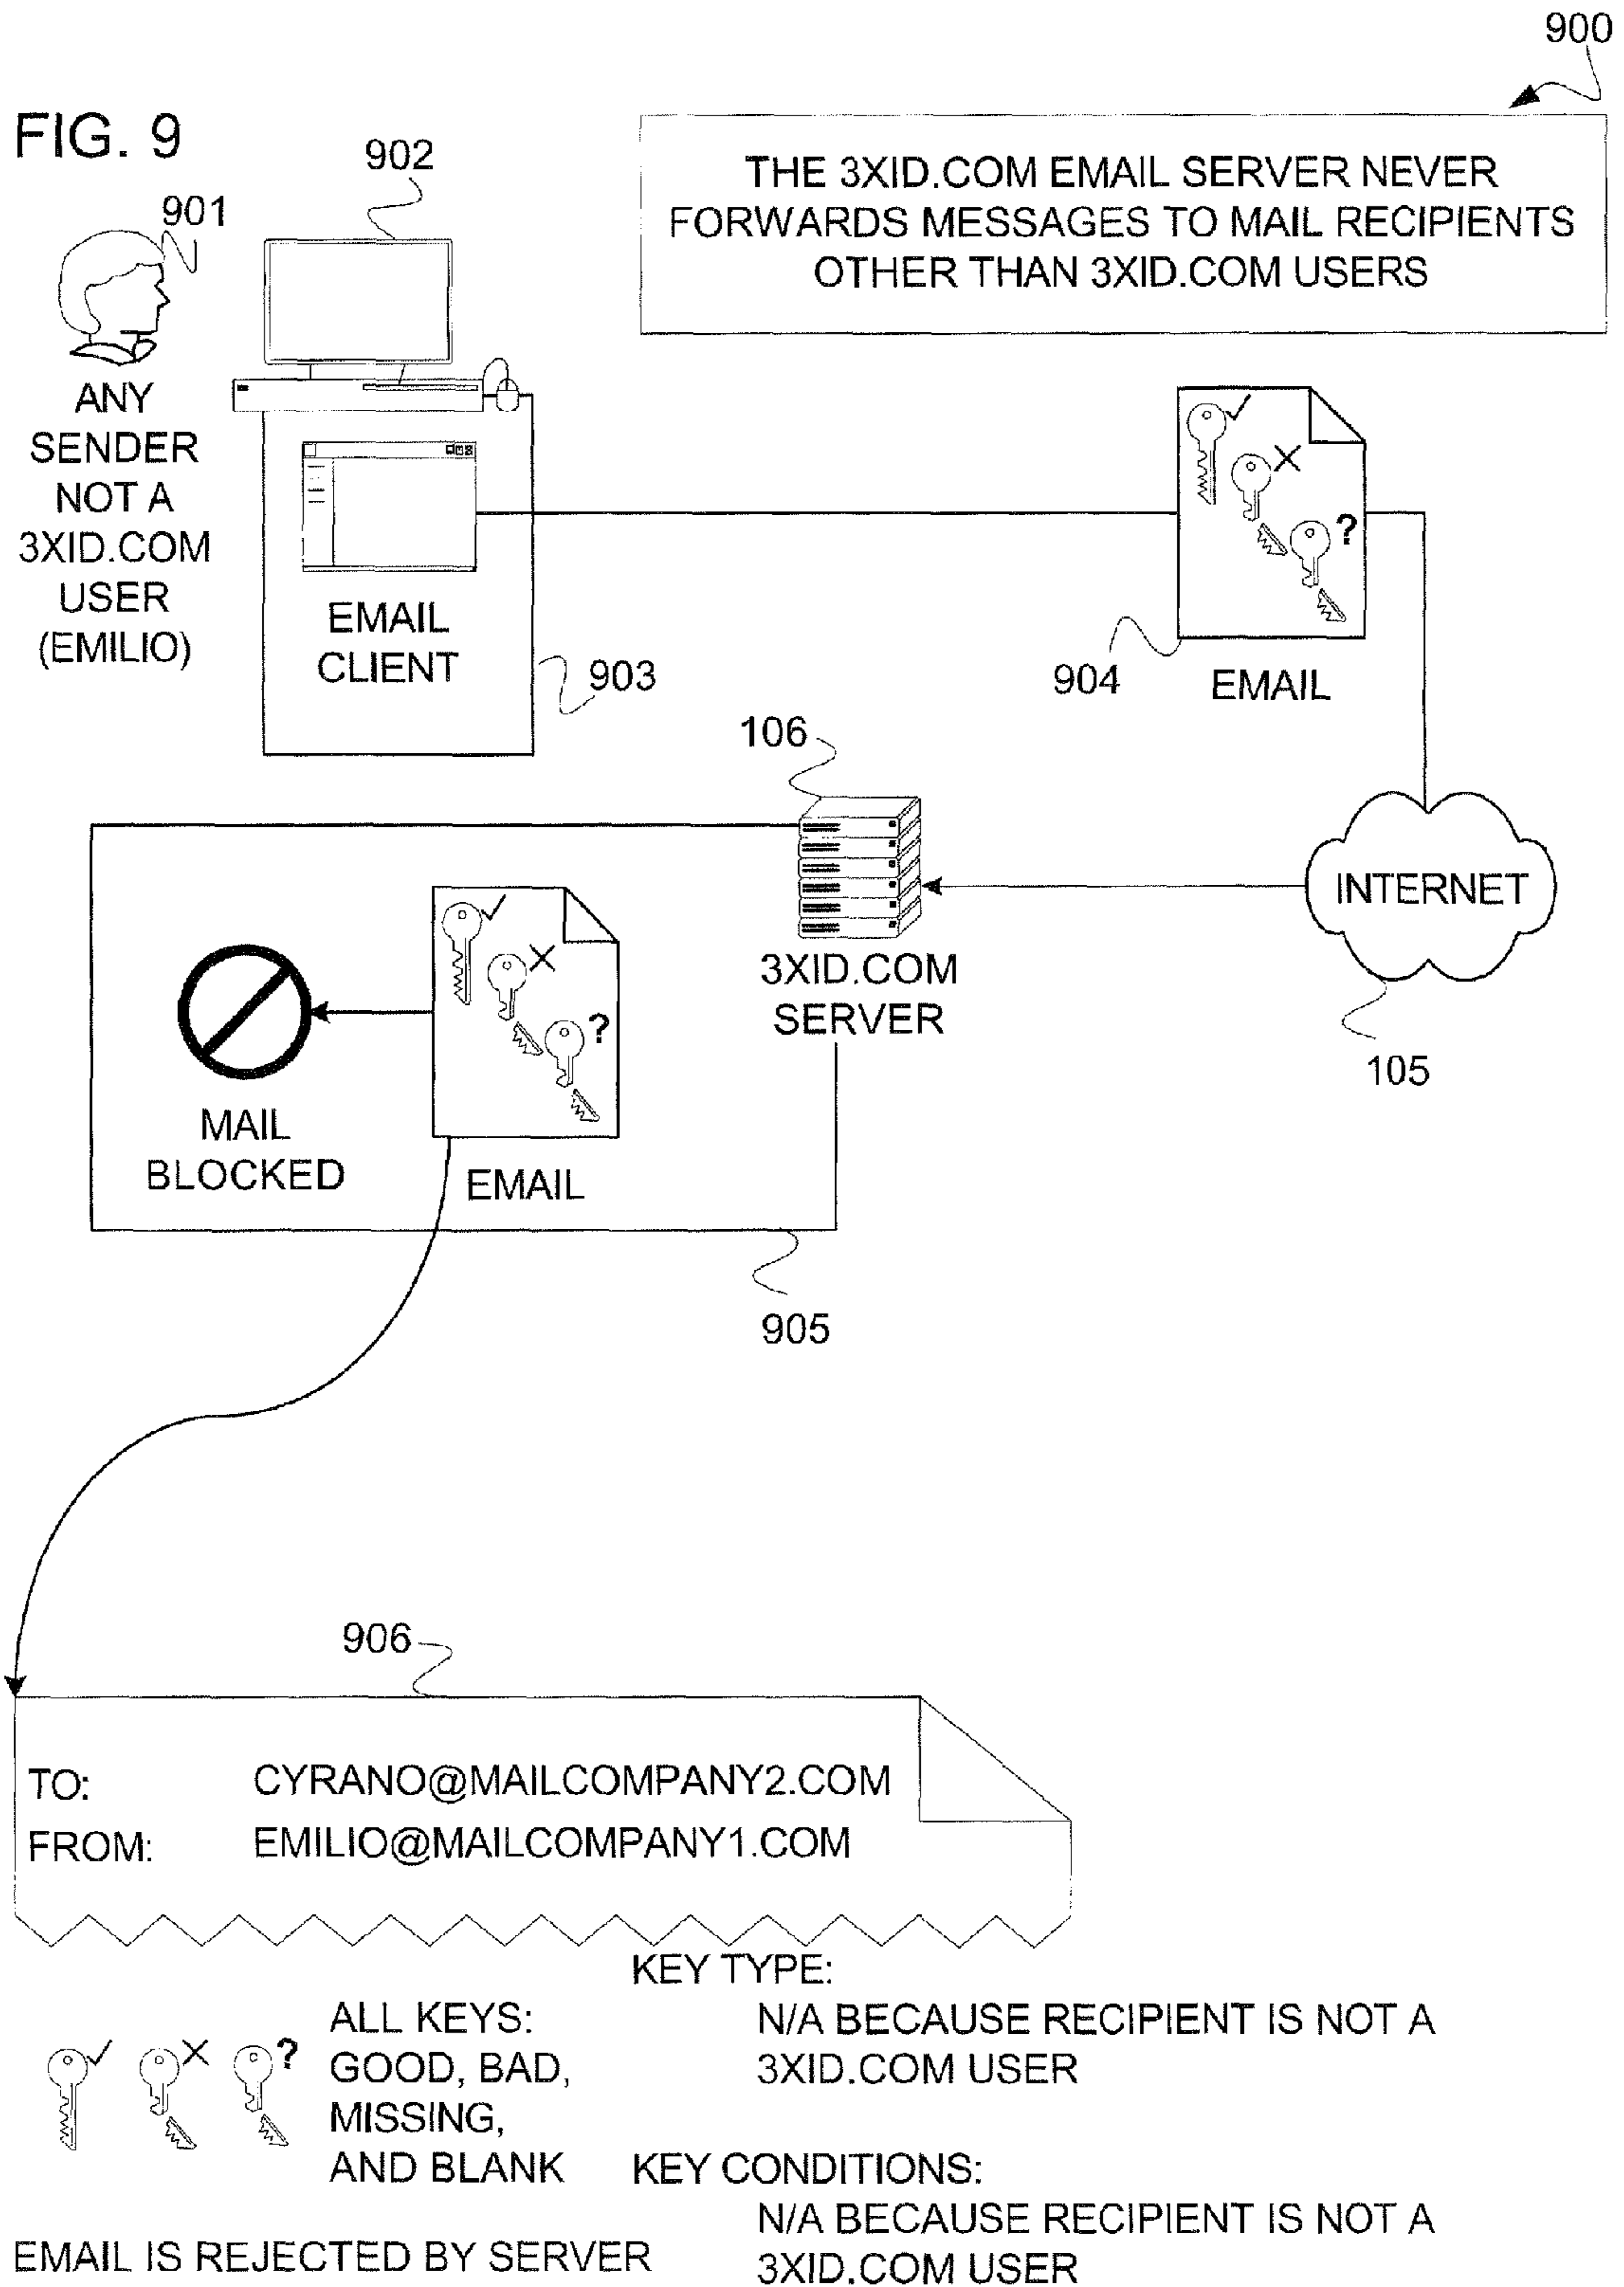 900
FIG. 9
902
901
THE 3XID.COM EMAIL SERVER NEVER
FORWARDS MESSAGES TO MAIL RECIPIENTS
OTHER THAN 3XID.COM USERS
ANY
SENDER
NOT A
3XID.COM
USER
(EMILIO)
EMAIL
CLIENT
903
?
904
EMAIL
106
INTERNET
105
3XID.COM
SERVER
?
MAIL
BLOCKED
EMAIL
905
906
TO: CYRANO@MAILCOMPANY2.COM
FROM: EMILIO@MAILCOMPANY1.COM
?
ALL KEYS:
GOOD, BAD,
MISSING,
AND BLANK
KEY TYPE:
N/A BECAUSE RECIPIENT IS NOT A
3XID.COM USER
KEY CONDITIONS:
N/A BECAUSE RECIPIENT IS NOT A
3XID.COM USER
EMAIL IS REJECTED BY SERVER